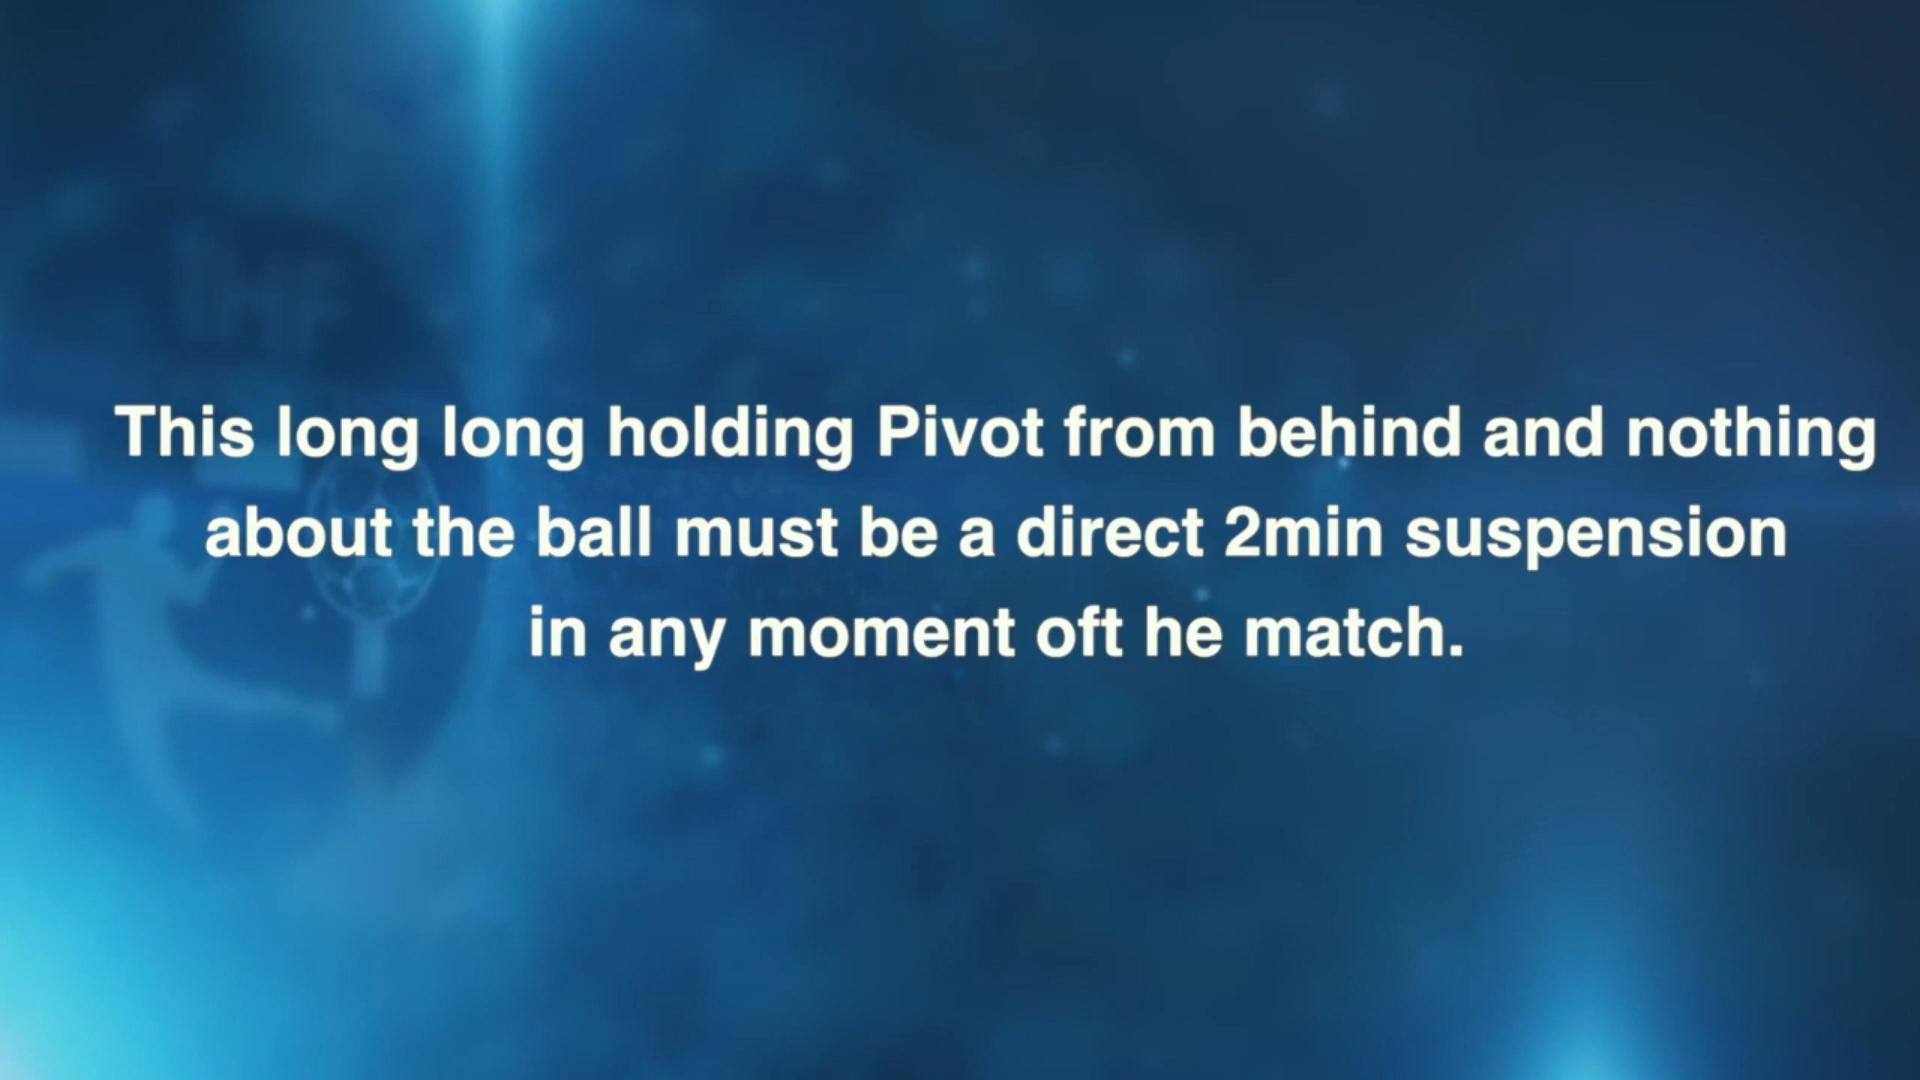 ihf
This long long holding Pivot from behind and nothing
about the ball must be a direct 2min suspension
in any moment oft he match.